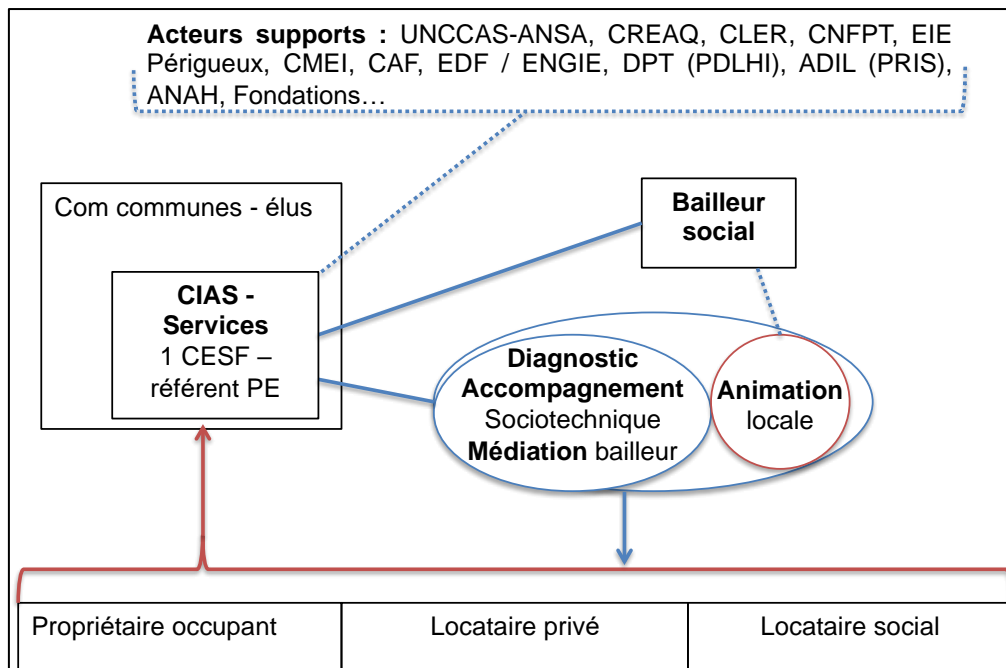 Acteurs supports : UNCCAS-ANSA, CREAQ, CLER, CNFPT, EIE
Périgueux, CMEI, CAF, EDF / ENGIE, DPT (PDLHI), ADIL (PRIS),
ANAH, Fondations…
Com communes - élus
Bailleur
social
CIAS -
Services
1 CESF –
référent PE
Diagnostic
Accompagnement
Sociotechnique
Médiation bailleur
Animation
locale
Propriétaire occupant
Locataire privé
Locataire social